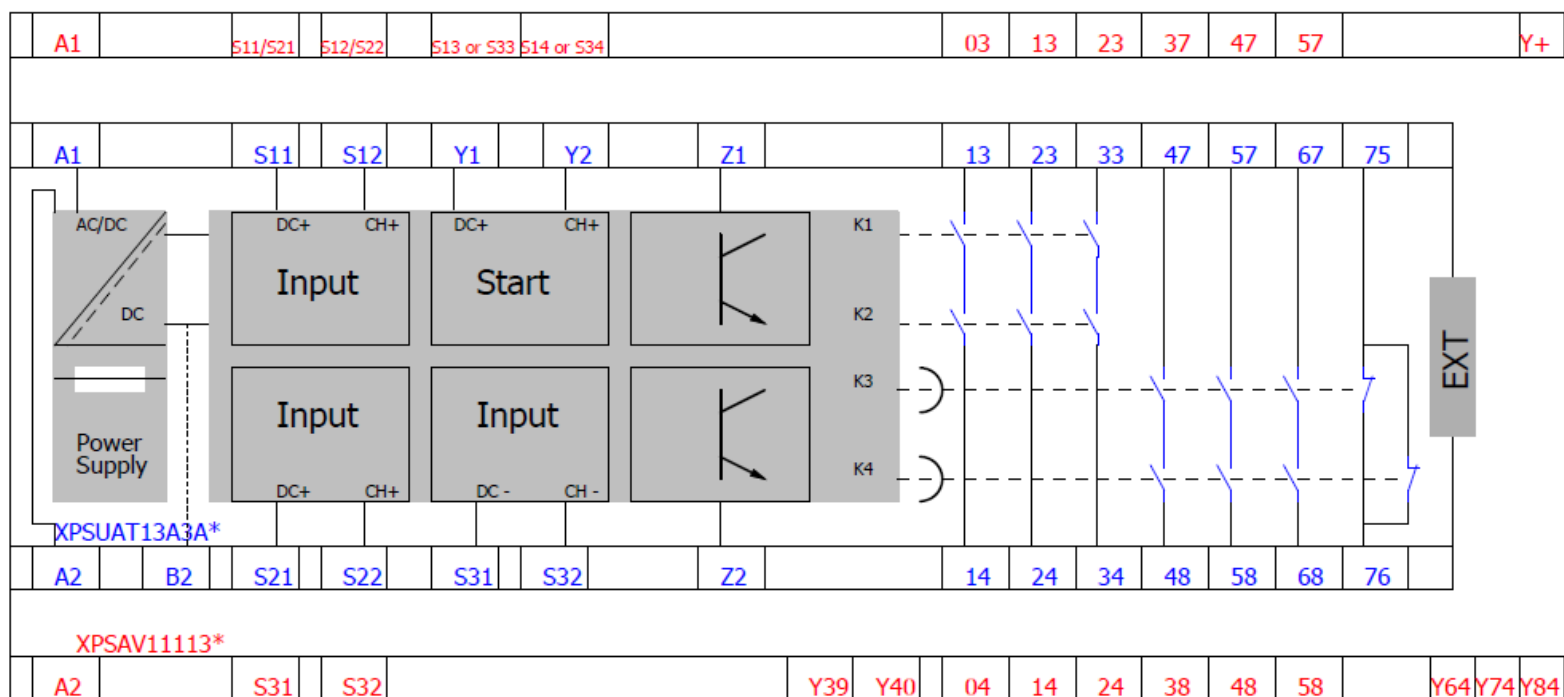 A1 S11/S21 S12/S22 S13 or S33 S14 or S34 03 13 23 37 47 57 Y+
A1 S11 S12 Y1 Y2 Z1 13 23 33 47 57 67 75
AC/DC DC+ CH+ DC+ CH+ K1
Input Start
DC K2
EXT
K3
Input Input
Power
Supply K4
DC+ CH+ DC - CH -
XPSUAT13A3A*
A2 B2 S21 S22 S31 S32 Z2 14 24 34 48 58 68 76
XPSAV11113*
A2 S31 S32 Y39 Y40 04 14 24 38 48 58 Y64 Y74 Y84